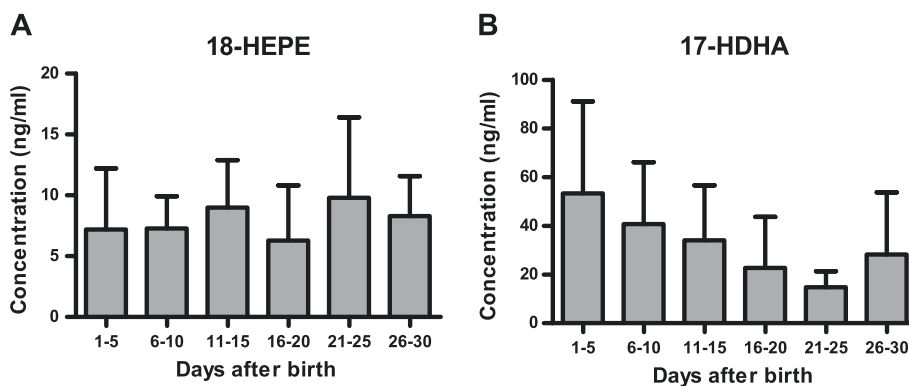 A
18-HEPE
Concentration (ng/ml)
20
15
10
5
0
1-5 6-10 11-15 16-20 21-25 26-30
Days after birth
B
17-HDHA
Concentration (ng/ml)
100
80
60
40
20
0
1-5 6-10 11-15 16-20 21-25 26-30
Days after birth